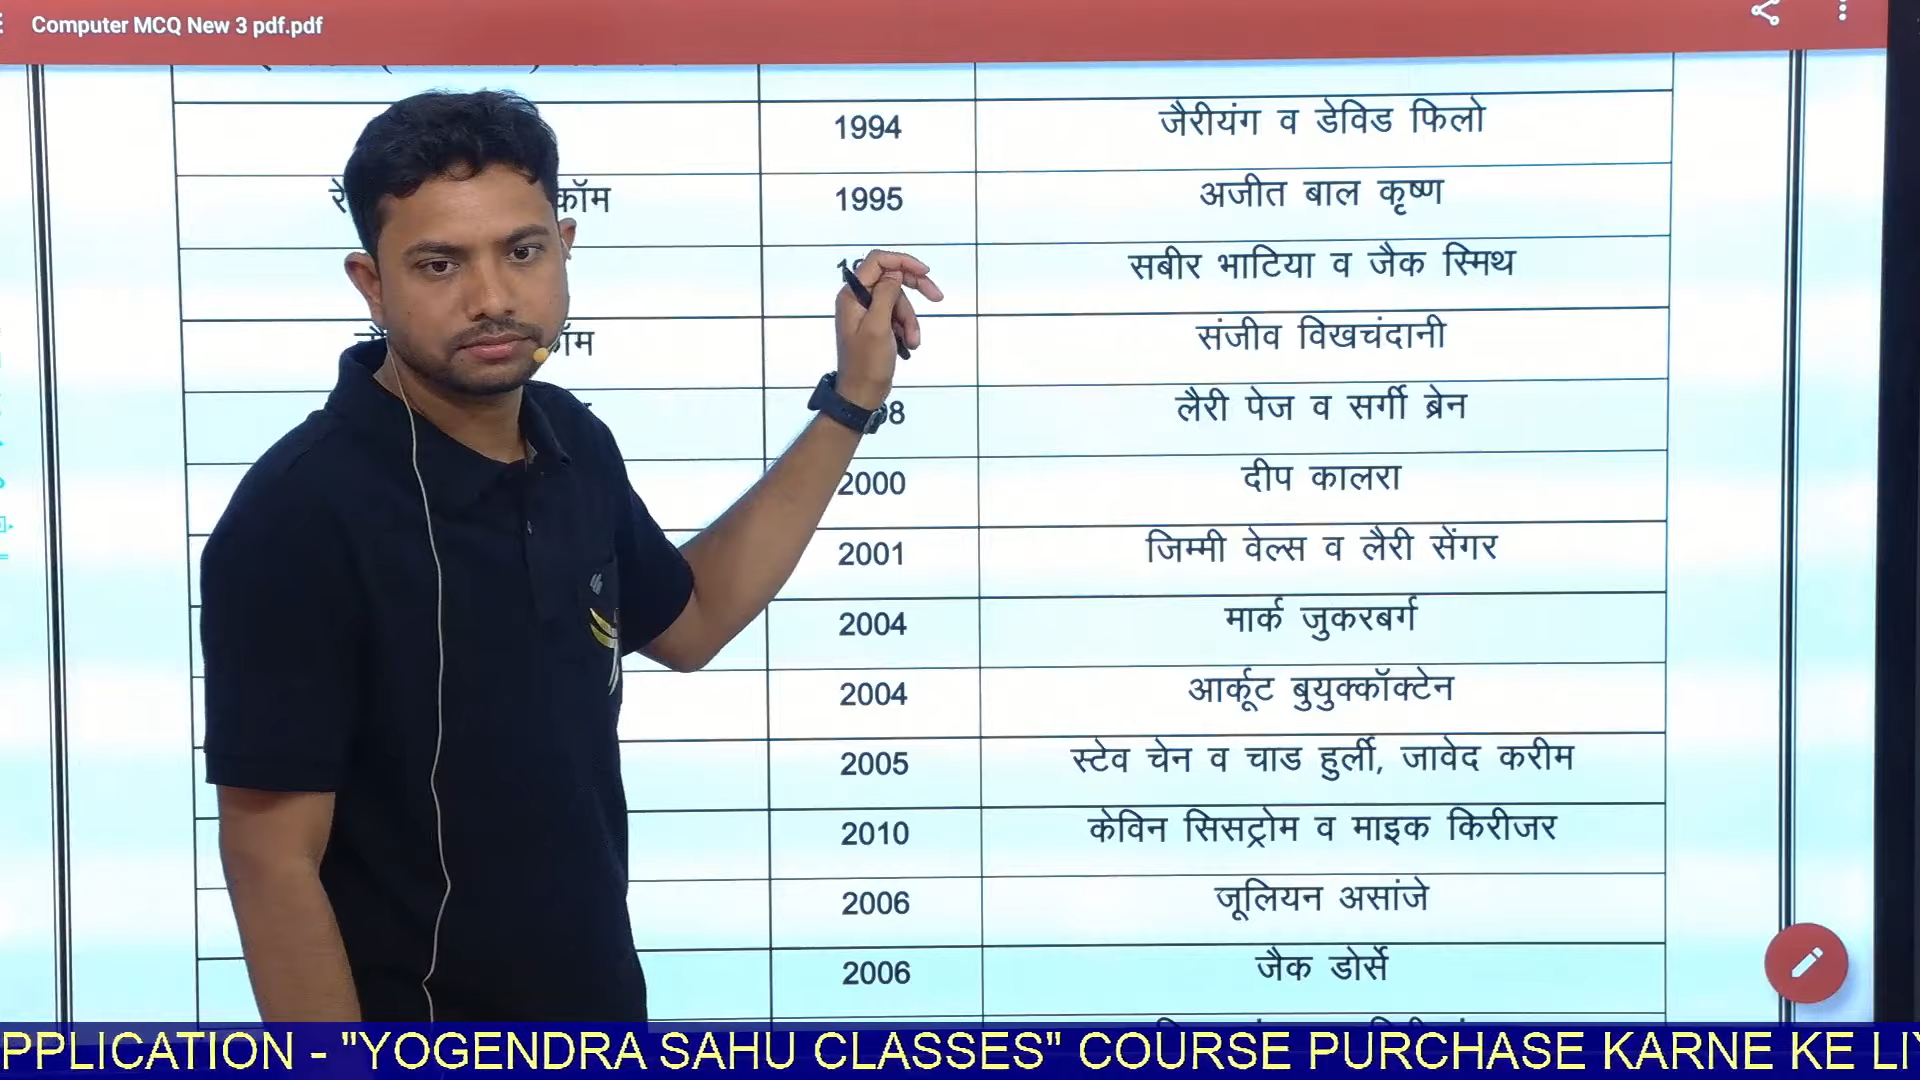 Computer MCQ New 3 pdf.pdf
1994 जैरीयंग व डेविड फिलो
कॉम 1995 अजीत बाल कृष्ण
सबीर भाटिया व जैक स्मिथ
संजीव विखचंदानी
लैरी पेज व सर्गी ब्रेन
2000 दीप कालरा
2001 जिम्मी वेल्स व लैरी सेंगर
2004 मार्क जुकरबर्ग
2004 आर्कूट बुयुक्कॉक्टेन
2005 स्टेव चेन व चाड हुर्ली, जावेद करीम
2010 केविन सिसट्रोम व माइक किरीजर
2006 जूलियन असांजे
2006 जैक डोर्से
PPLICATION - "YOGENDRA SAHU CLASSES" COURSE PURCHASE KARNE KE LIY